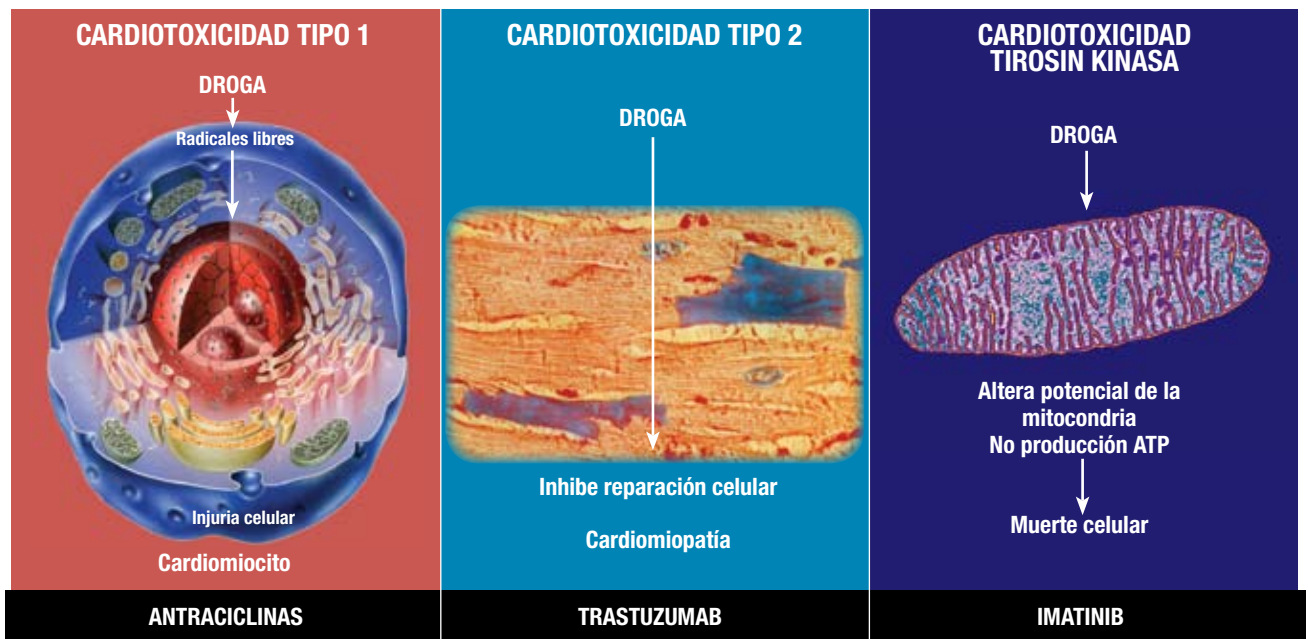 CARDIOTOXICIDAD TIPO 1
DROGA
Radicales libres
Injuria celular
Cardiomiocito
ANTRACICLINAS
CARDIOTOXICIDAD TIPO 2
DROGA
Inhibe reparación celular
Cardiomiopatía
TRASTUZUMAB
CARDIOTOXICIDAD
TIROSIN KINASA
DROGA
Altera potencial de la
mitocondria
No producción ATP
Muerte celular
IMATINIB